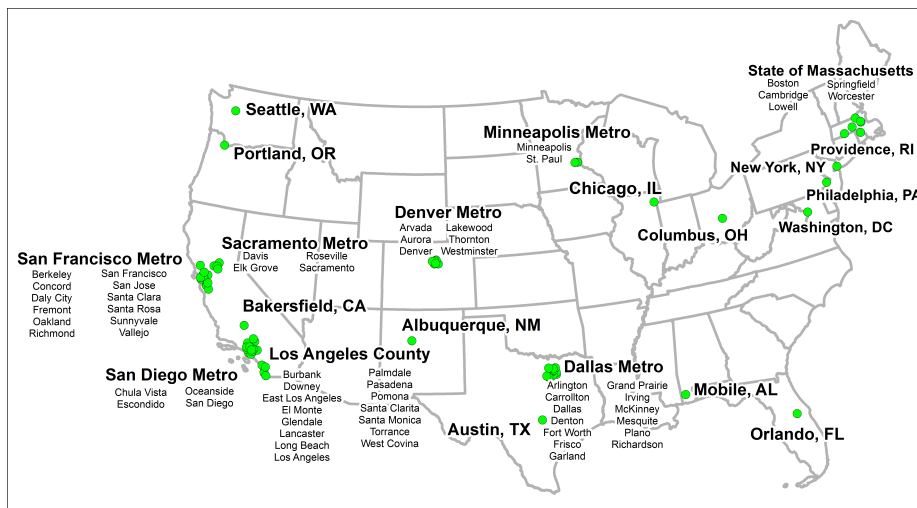 State of Massachusetts
Boston
Cambridge
Lowell
Springfield
Worcester
Seattle, WA
Portland, OR
Minneapolis Metro
Minneapolis
St. Paul
Providence, RI
New York, NY
Philadelphia, PA
Washington, DC
Chicago, IL
Columbus, OH
Denver Metro
Arvada
Aurora
Denver
Lakewood
Thornton
Westminster
Sacramento Metro
Davis
Elk Grove
Roseville
Sacramento
San Francisco Metro
Berkeley
Concord
Daly City
Fremont
Oakland
Richmond
San Francisco
San Jose
Santa Clara
Santa Rosa
Sunnyvale
Vallejo
Bakersfield, CA
Albuquerque, NM
Los Angeles County
Burbank
Downey
East Los Angeles
El Monte
Glendale
Lancaster
Long Beach
Los Angeles
Palmdale
Pasadena
Pomona
Santa Clarita
Santa Monica
Torrance
West Covina
San Diego Metro
Chula Vista
Escondido
Oceanside
San Diego
Dallas Metro
Arlington
Carrollton
Dallas
Denton
Fort Worth
Frisco
Garland
Grand Prairie
Irving
McKinney
Mesquite
Plano
Richardson
Austin, TX
Mobile, AL
Orlando, FL